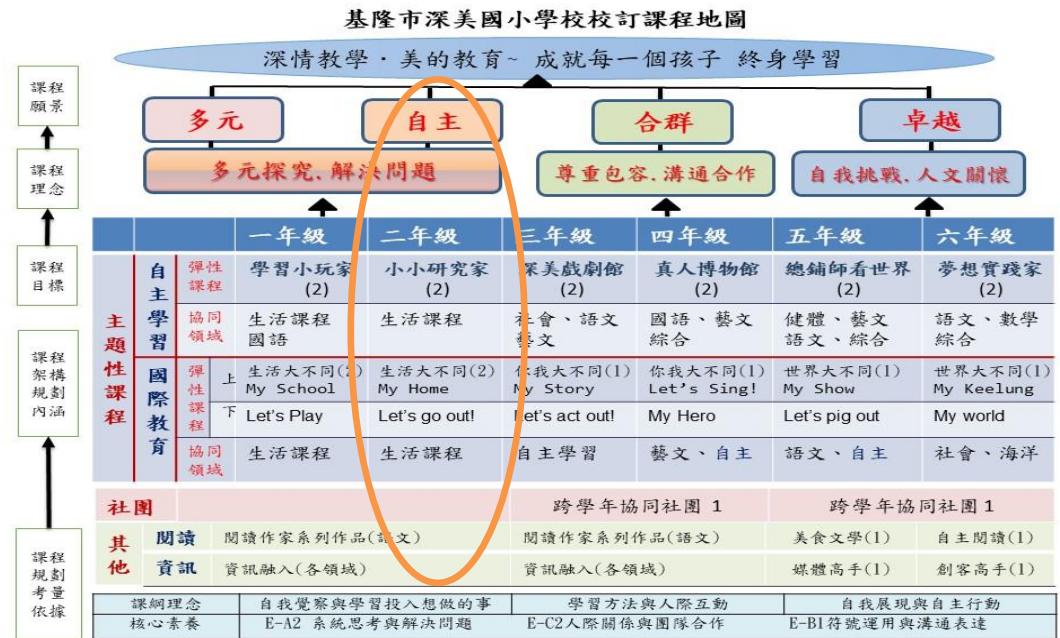 基隆市深美國小學校校訂課程地圖
深情教學‧美的教育~ 成就每一個孩子 終身學習
課程願景
多元 自主 合群 卓越
課程理念
多元探究.解決問題 尊重包容.溝通合作 自我挑戰.人文關懷
一年級 二年級 三年級 四年級 五年級 六年級
課程目標
主題性課程
自主學習
彈性課程
學習小玩家(2) 小小研究家(2) 深美戲劇館(2) 真人博物館(2) 總鋪師看世界(2) 夢想實踐家(2)
協同領域
生活課程 國語 生活課程 社會、語文 藝文 國語、藝文 綜合 健體、藝文 語文、綜合 語文、數學 綜合
課程架構規劃內涵
國際教育
彈性課程
上 生活大不同(2) 生活大不同(2) 你我大不同(1) 你我大不同(1) 世界大不同(1) 世界大不同(1)
My School My Home My Story Let's Sing! My Show My Keelung
下 Let's Play Let's go out! Let's act out! My Hero Let's pig out My world
協同領域
生活課程 生活課程 自主學習 藝文、自主 語文、自主 社會、海洋
社團 跨學年協同社團 1 跨學年協同社團 1
其他
閱讀 閱讀作家系列作品(語文) 閱讀作家系列作品(語文) 美食文學(1) 自主閱讀(1)
資訊 資訊融入(各領域) 資訊融入(各領域) 媒體高手(1) 創客高手(1)
課程規劃考量依據
課綱理念 自我覺察與學習投入想做的事 學習方法與人際互動 自我展現與自主行動
核心素養 E-A2 系統思考與解決問題 E-C2人際關係與團隊合作 E-B1符號運用與溝通表達